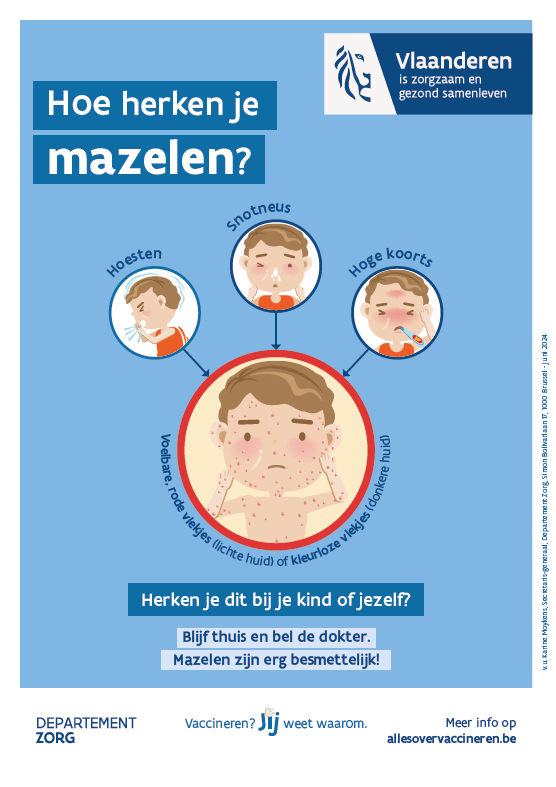 Vlaanderen
is zorgzaam en
gezond samenleven
Hoe herken je
mazelen?
Hoesten
Snotneus
Hoge koorts
Voelbare, rode vlekjes (lichte huid) of kleurloze vlekjes (donkere huid)
Herken je dit bij je kind of jezelf?
Blijf thuis en bel de dokter.
Mazelen zijn erg besmettelijk!
v.u. Karine Moykens, Secretaris-generaal, Departement Zorg, Simon Bolivarlaan 17, 1000 Brussel - juni 2024
DEPARTEMENT
ZORG
Vaccineren? Jij weet waarom.
Meer info op
allesovervaccineren.be